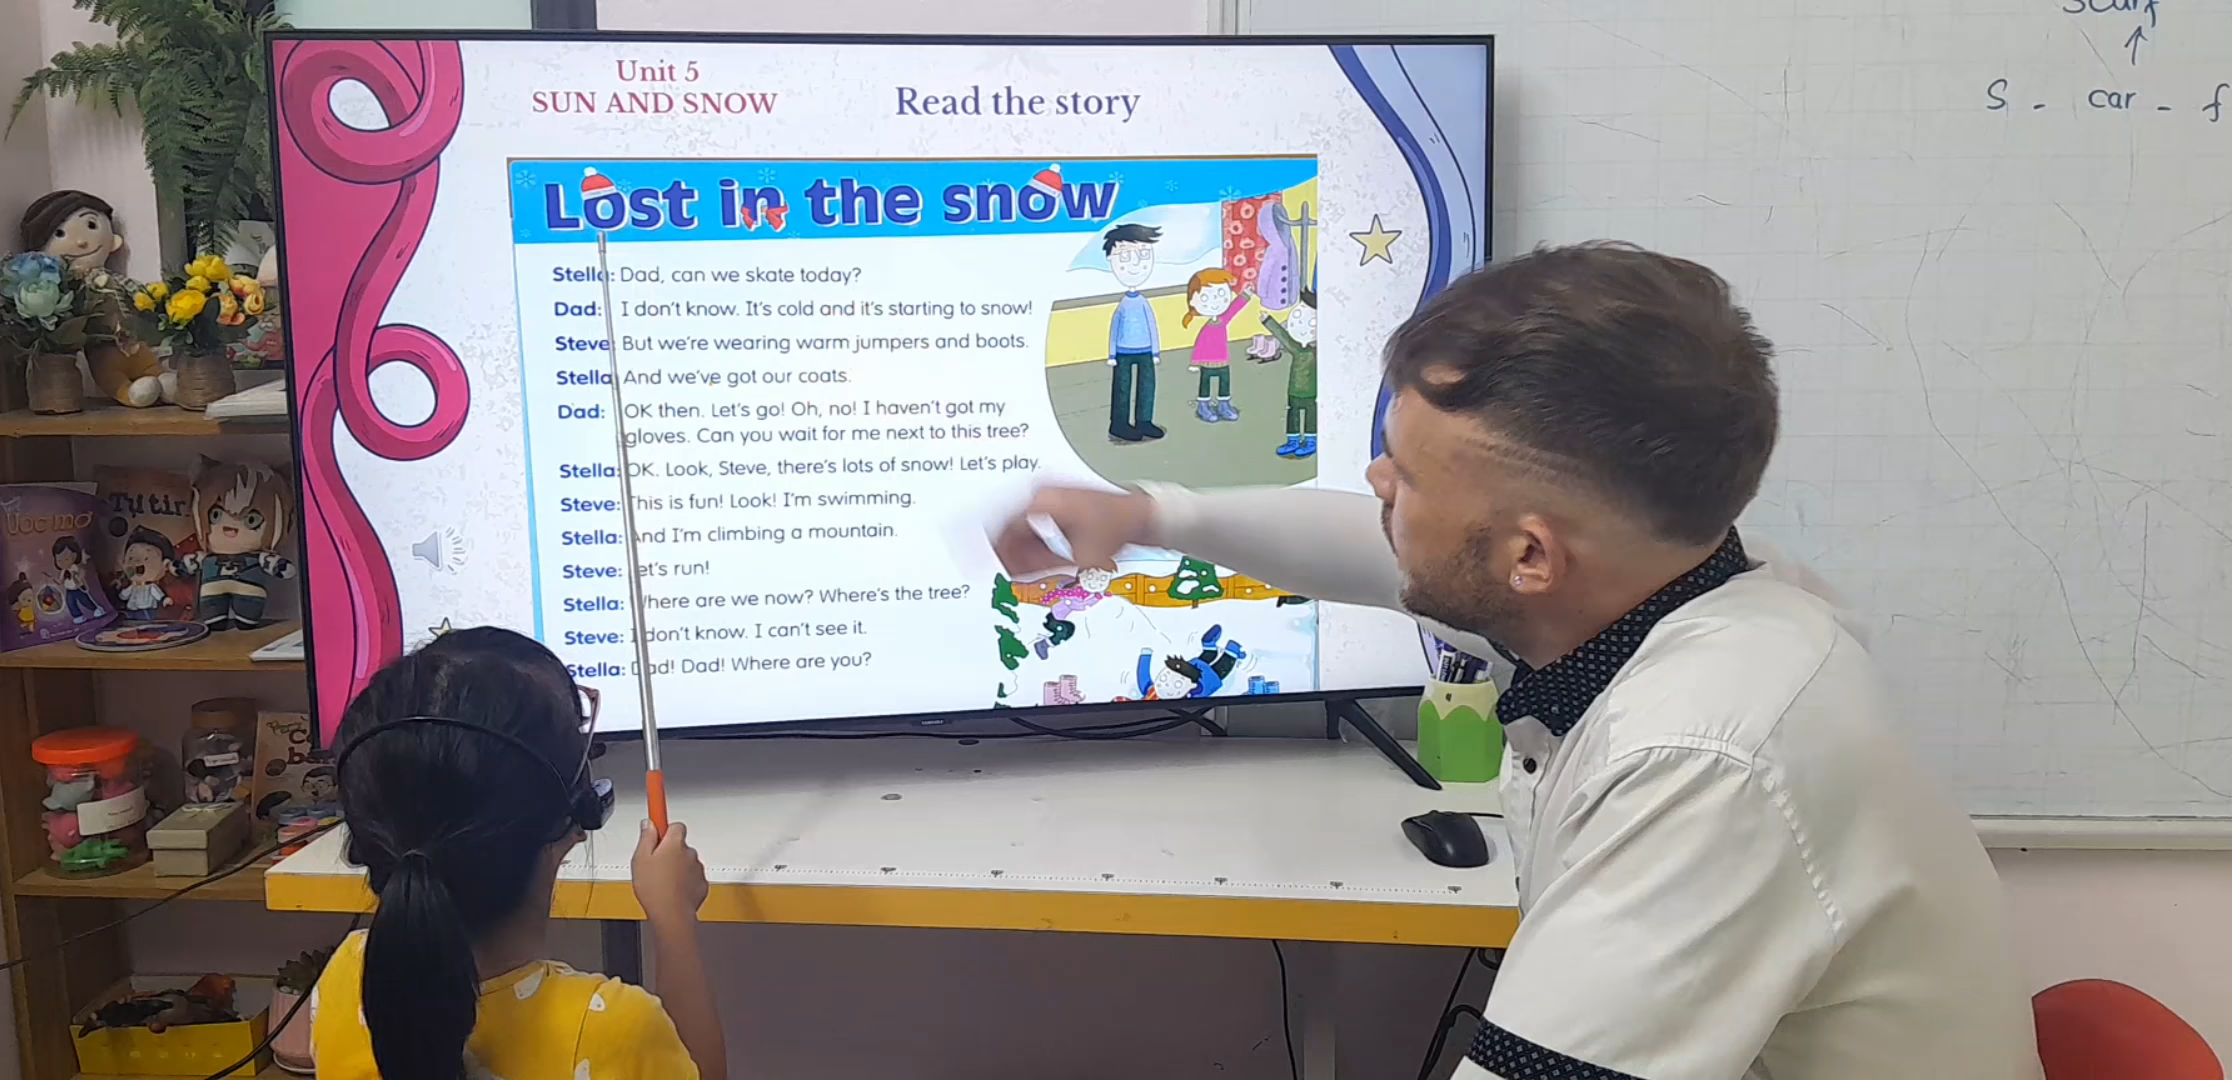 Unit 5
SUN AND SNOW
Read the story
Lost in the snow
Stella: Dad, can we skate today?
Dad: I don't know. It's cold and it's starting to snow!
Steve: But we're wearing warm jumpers and boots.
Stella: And we've got our coats.
Dad: OK then. Let's go! Oh, no! I haven't got my
gloves. Can you wait for me next to this tree?
Stella: OK. Look, Steve, there's lots of snow! Let's play.
Steve: This is fun! Look! I'm swimming.
Stella: And I'm climbing a mountain.
Steve: Let's run!
Stella: Where are we now? Where's the tree?
Steve: I don't know. I can't see it.
Stella: Dad! Dad! Where are you?
scarf
s - car - f
Ước mơ
Tự tin